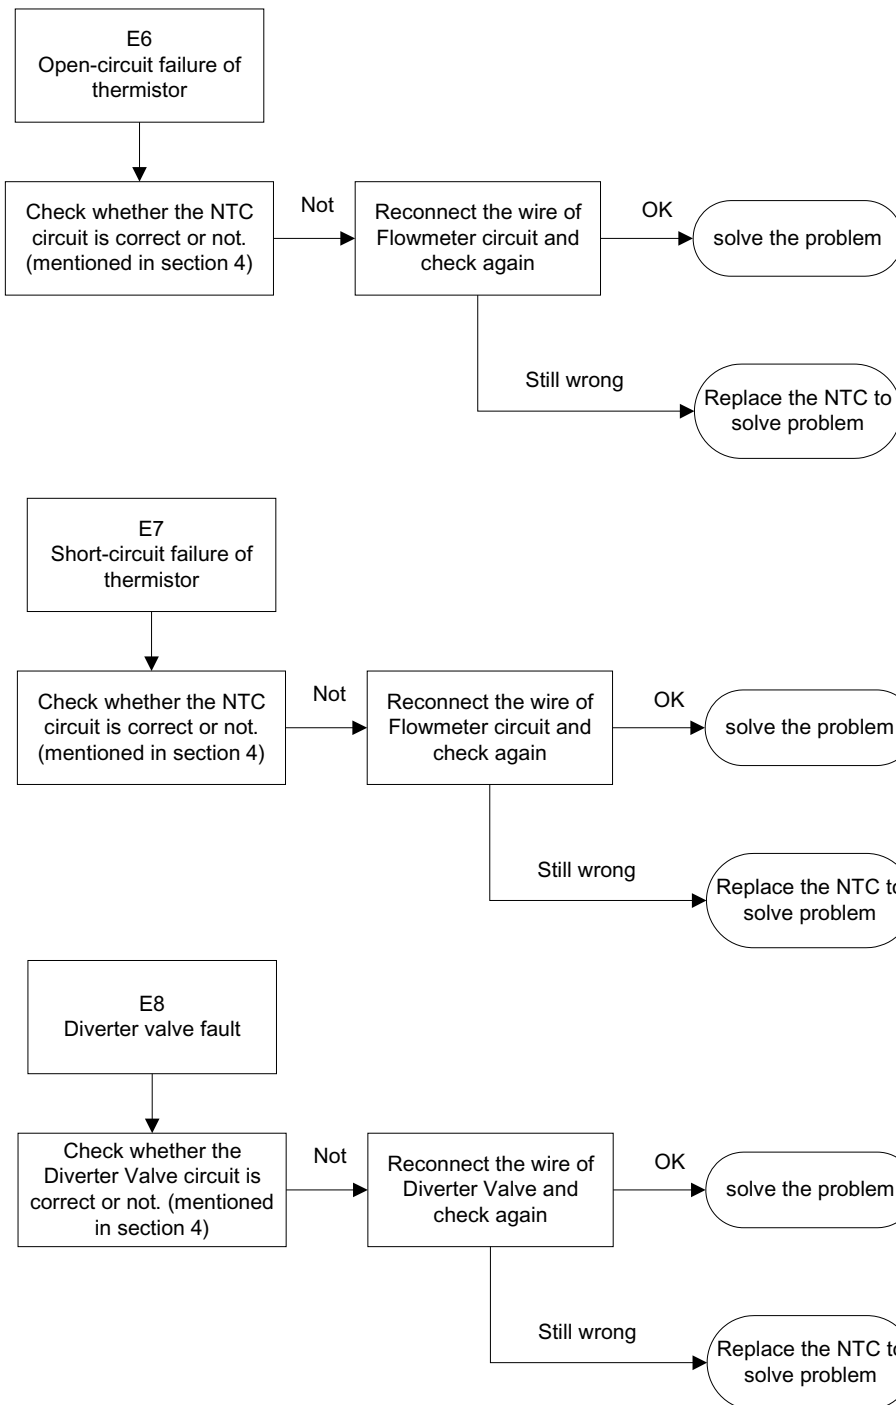 E6
Open-circuit failure of
thermistor
Check whether the NTC
circuit is correct or not.
(mentioned in section 4)
Not
Reconnect the wire of
Flowmeter circuit and
check again
OK
solve the problem
Still wrong
Replace the NTC to
solve problem
E7
Short-circuit failure of
thermistor
Check whether the NTC
circuit is correct or not.
(mentioned in section 4)
Not
Reconnect the wire of
Flowmeter circuit and
check again
OK
solve the problem
Still wrong
Replace the NTC to
solve problem
E8
Diverter valve fault
Check whether the
Diverter Valve circuit is
correct or not. (mentioned
in section 4)
Not
Reconnect the wire of
Diverter Valve and
check again
OK
solve the problem
Still wrong
Replace the NTC to
solve problem